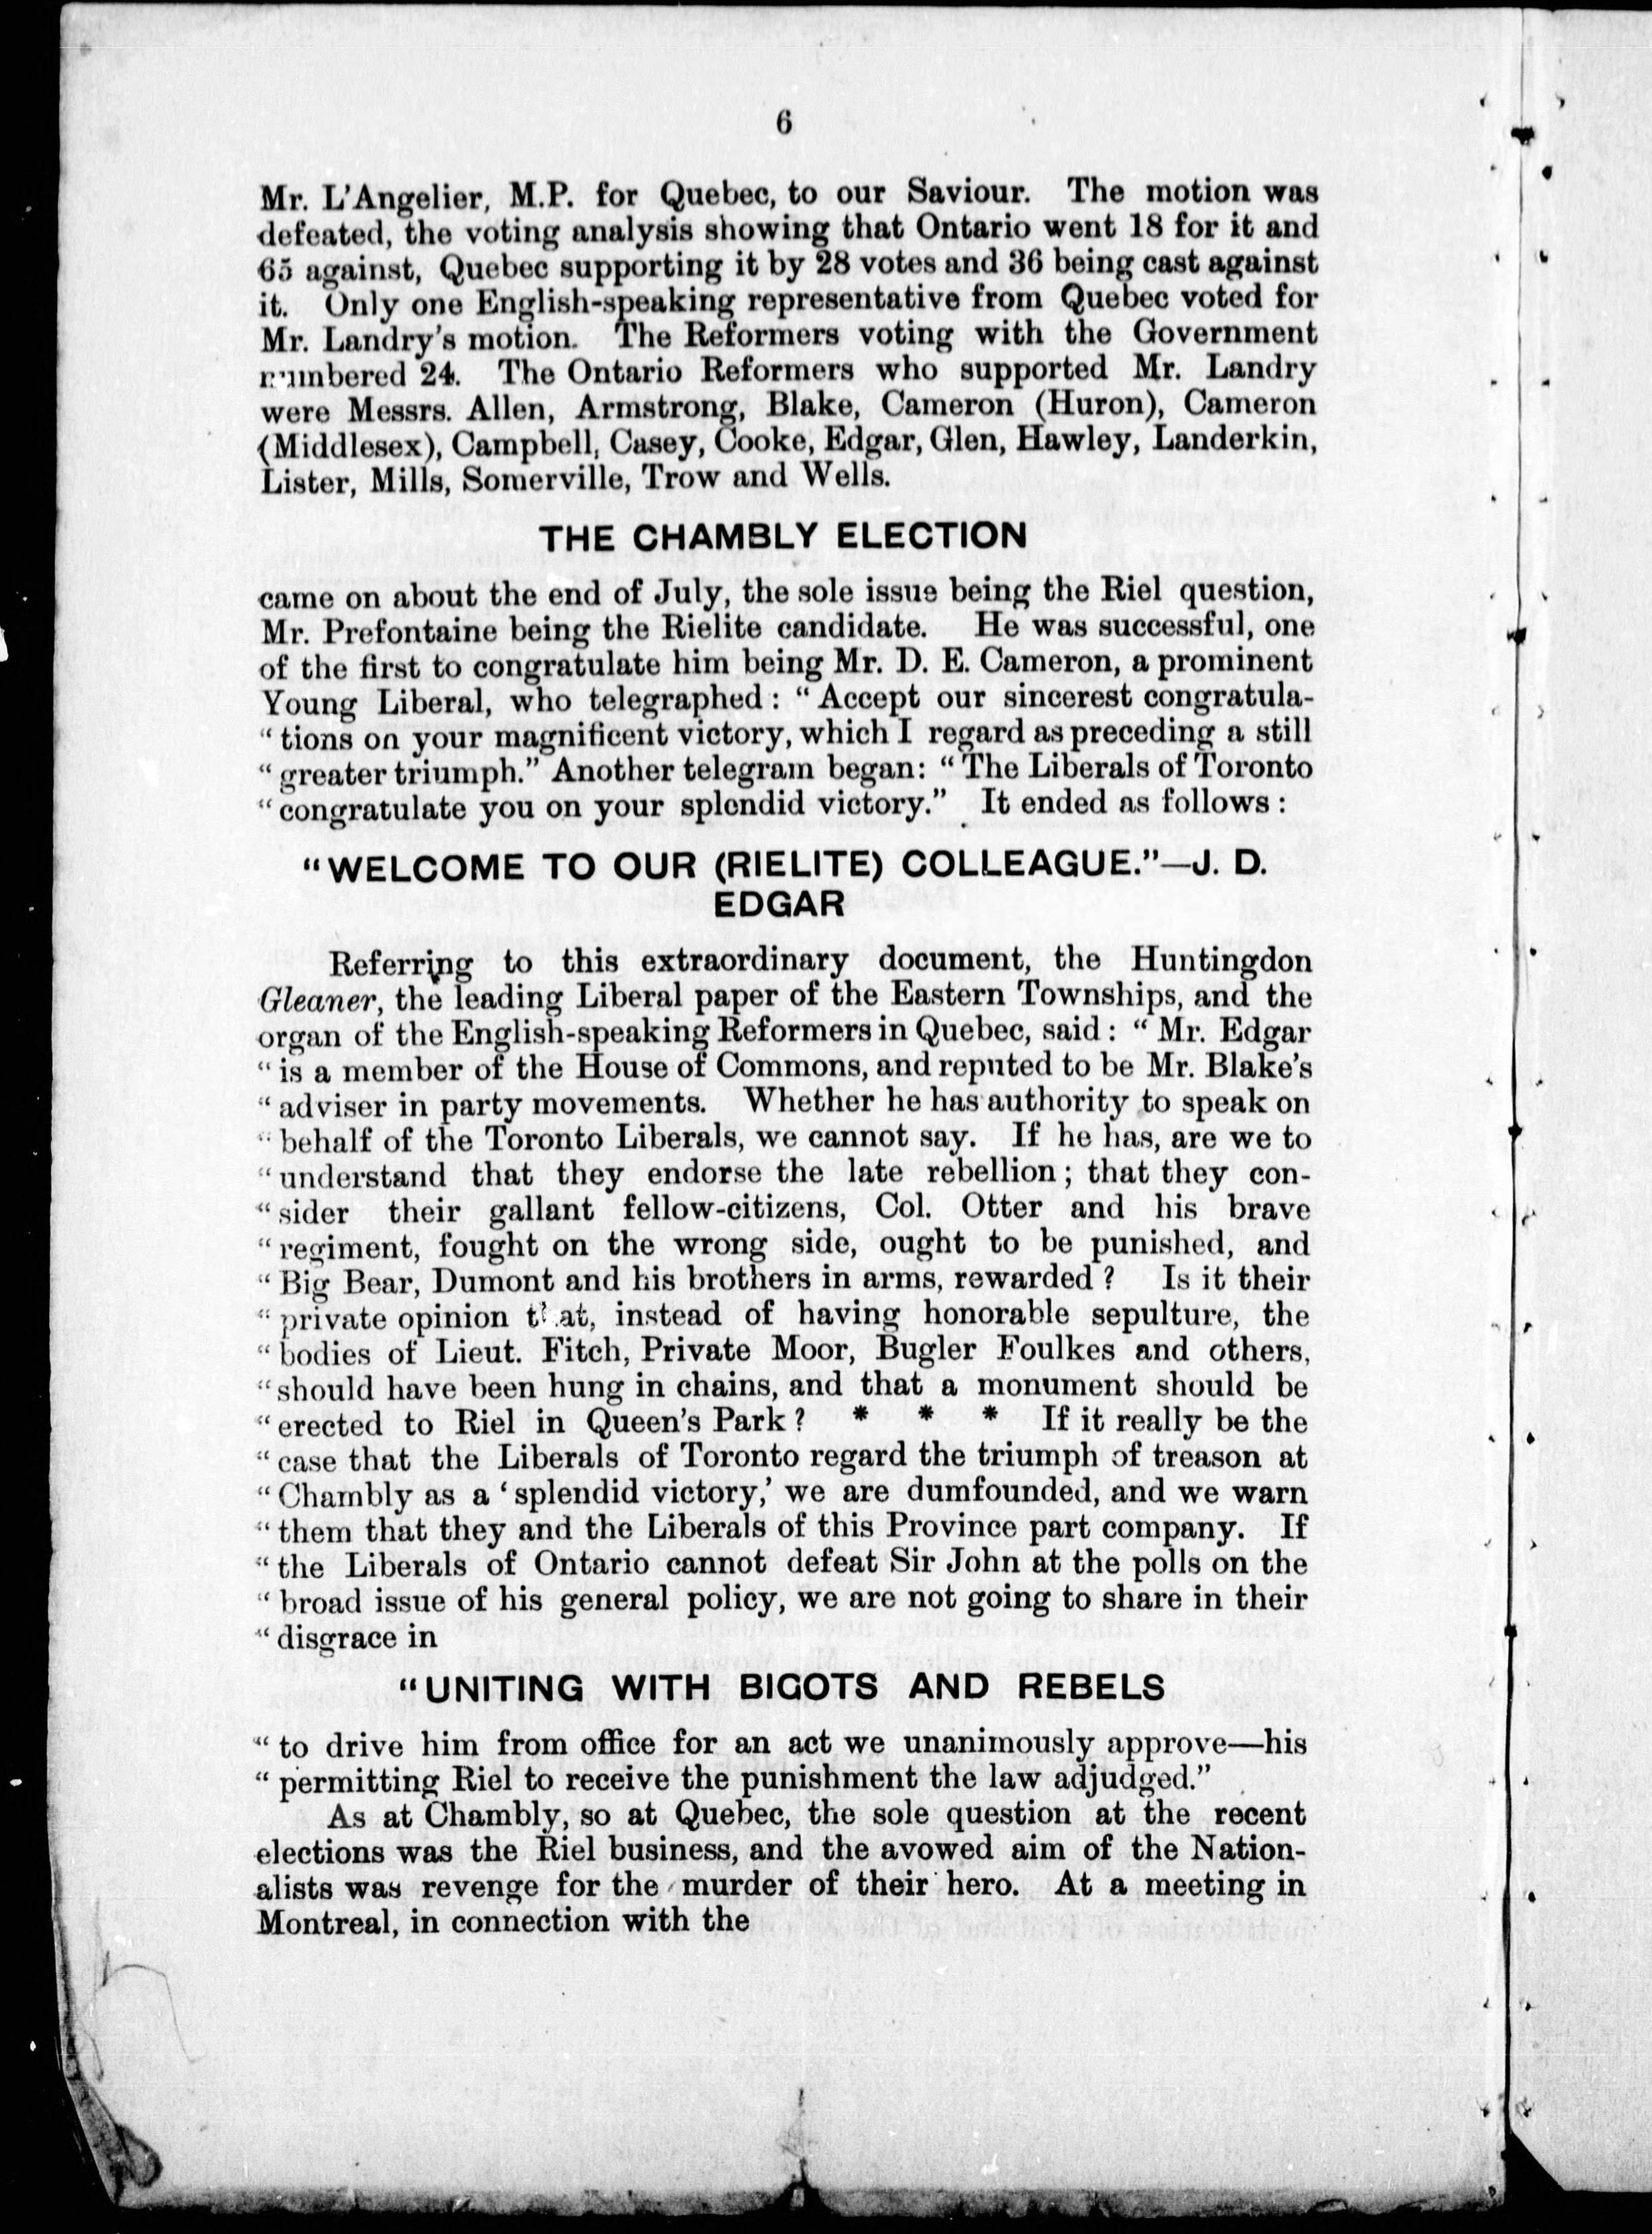 6
Mr. L'Angelier, M.P. for Quebec, to our Saviour. The motion was
defeated, the voting analysis showing that Ontario went 18 for it and
65 against, Quebec supporting it by 28 votes and 36 being cast against
it. Only one English-speaking representative from Quebec voted for
Mr. Landry's motion. The Reformers voting with the Government
numbered 24. The Ontario Reformers who supported Mr. Landry
were Messrs. Allen, Armstrong, Blake, Cameron (Huron), Cameron
(Middlesex), Campbell, Casey, Cooke, Edgar, Glen, Hawley, Landerkin,
Lister, Mills, Somerville, Trow and Wells.
THE CHAMBLY ELECTION
came on about the end of July, the sole issue being the Riel question,
Mr. Prefontaine being the Rielite candidate. He was successful, one
of the first to congratulate him being Mr. D. E. Cameron, a prominent
Young Liberal, who telegraphed: "Accept our sincerest congratula-
"tions on your magnificent victory, which I regard as preceding a still
"greater triumph." Another telegram began: "The Liberals of Toronto
"congratulate you on your splendid victory." It ended as follows:
"WELCOME TO OUR (RIELITE) COLLEAGUE."—J. D.
EDGAR
Referring to this extraordinary document, the Huntingdon
Gleaner, the leading Liberal paper of the Eastern Townships, and the
organ of the English-speaking Reformers in Quebec, said: "Mr. Edgar
"is a member of the House of Commons, and reputed to be Mr. Blake's
"adviser in party movements. Whether he has authority to speak on
"behalf of the Toronto Liberals, we cannot say. If he has, are we to
"understand that they endorse the late rebellion; that they con-
"sider their gallant fellow-citizens, Col. Otter and his brave
"regiment, fought on the wrong side, ought to be punished, and
"Big Bear, Dumont and his brothers in arms, rewarded? Is it their
"private opinion that, instead of having honorable sepulture, the
"bodies of Lieut. Fitch, Private Moor, Bugler Foulkes and others,
"should have been hung in chains, and that a monument should be
"erected to Riel in Queen's Park? * * * If it really be the
"case that the Liberals of Toronto regard the triumph of treason at
"Chambly as a 'splendid victory,' we are dumfounded, and we warn
"them that they and the Liberals of this Province part company. If
"the Liberals of Ontario cannot defeat Sir John at the polls on the
"broad issue of his general policy, we are not going to share in their
"disgrace in
"UNITING WITH BIGOTS AND REBELS
"to drive him from office for an act we unanimously approve—his
"permitting Riel to receive the punishment the law adjudged."
As at Chambly, so at Quebec, the sole question at the recent
elections was the Riel business, and the avowed aim of the Nation-
alists was revenge for the murder of their hero. At a meeting in
Montreal, in connection with the